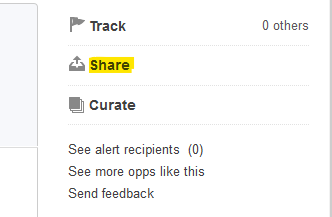 Track 0 others
Share
Curate
See alert recipients (0)
See more opps like this
Send feedback